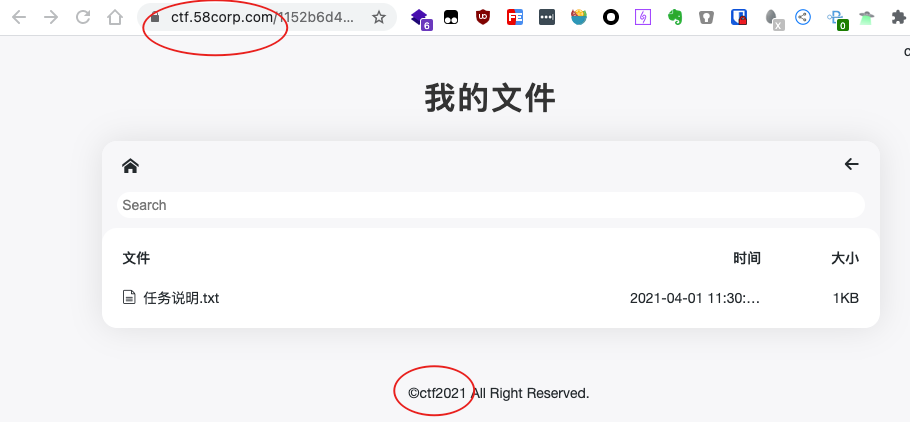 ctf.58corp.com/1152b6d4...
6
UD
FE
x
0
c
我的文件
Search
文件 时间 大小
任务说明.txt 2021-04-01 11:30:... 1KB
©ctf2021 All Right Reserved.